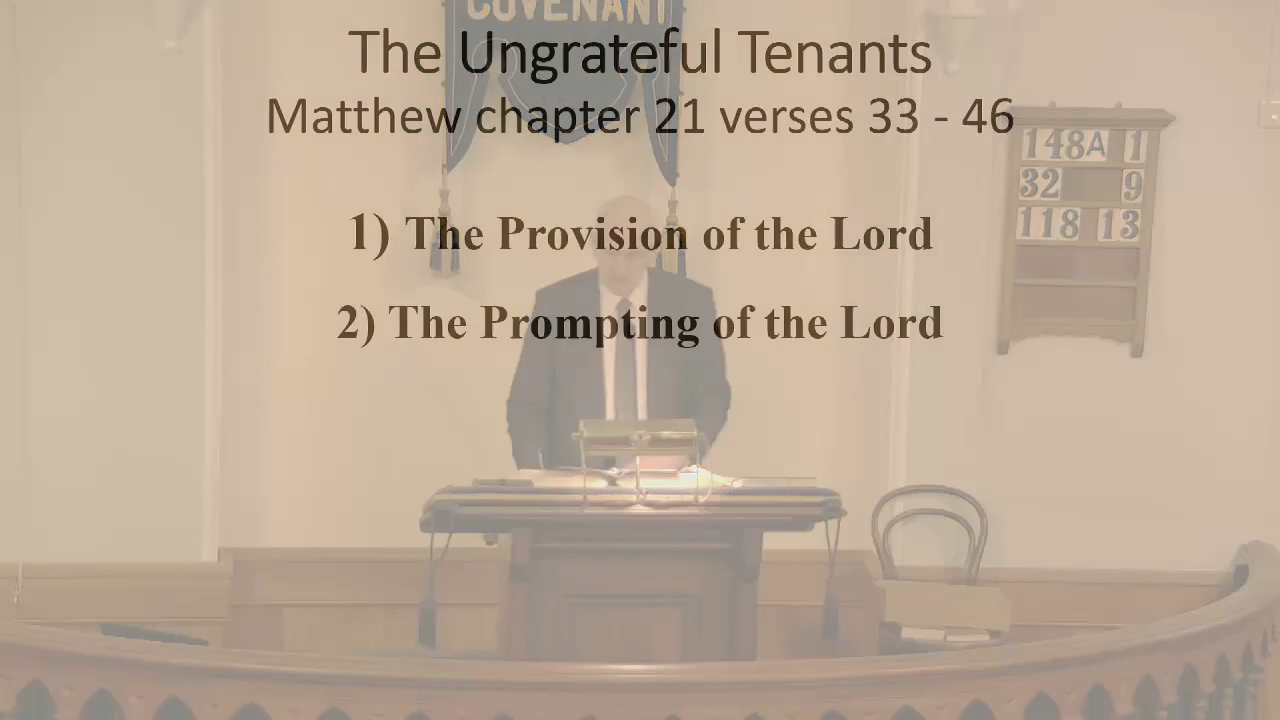 COVENANT
The Ungrateful Tenants
Matthew chapter 21 verses 33 - 46
148A 1
32 9
118 13
1) The Provision of the Lord
2) The Prompting of the Lord